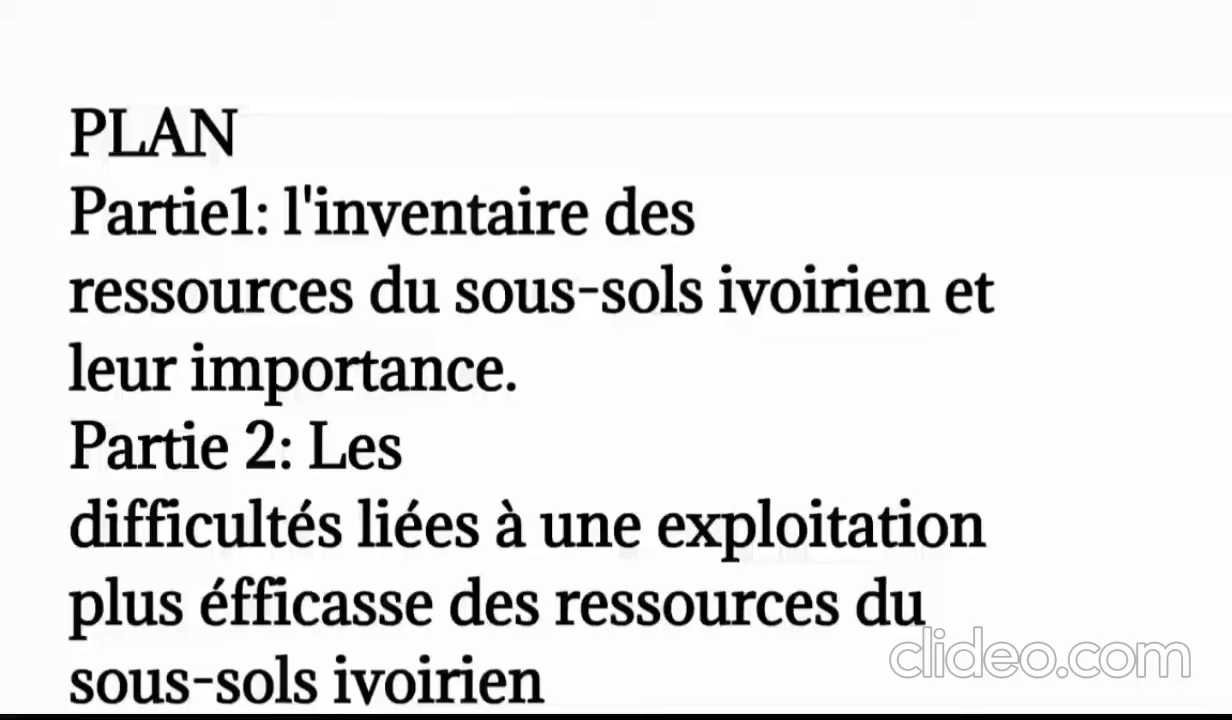 PLAN
Partie1: l'inventaire des
ressources du sous-sols ivoirien et
leur importance.
Partie 2: Les
difficultés liées à une exploitation
plus éfficasse des ressources du
sous-sols ivoirien
clideo.com